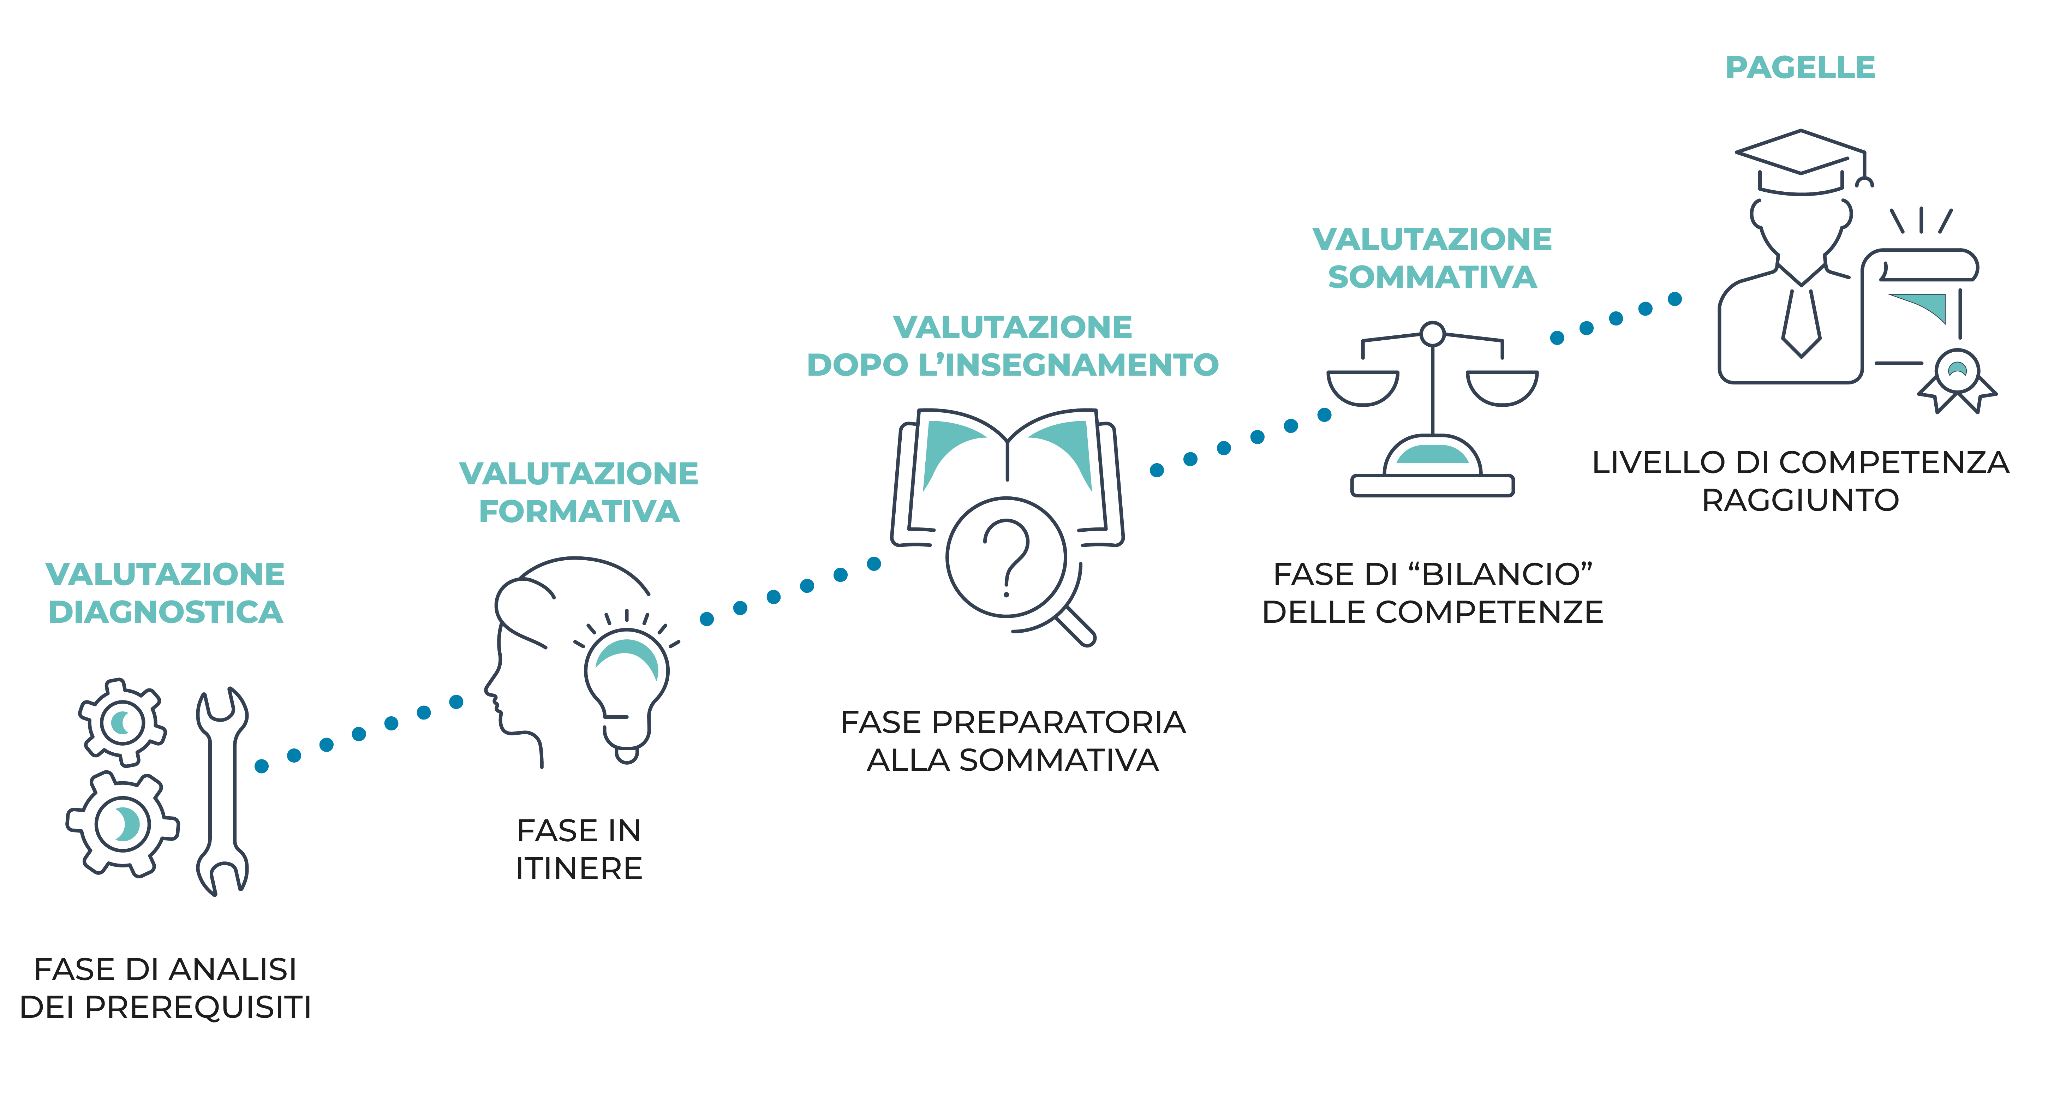 VALUTAZIONE
DIAGNOSTICA
FASE DI ANALISI
DEI PREREQUISITI
VALUTAZIONE
FORMATIVA
FASE IN
ITINERE
VALUTAZIONE
DOPO L’INSEGNAMENTO
?
FASE PREPARATORIA
ALLA SOMMATIVA
VALUTAZIONE
SOMMATIVA
FASE DI “BILANCIO”
DELLE COMPETENZE
PAGELLE
LIVELLO DI COMPETENZA
RAGGIUNTO